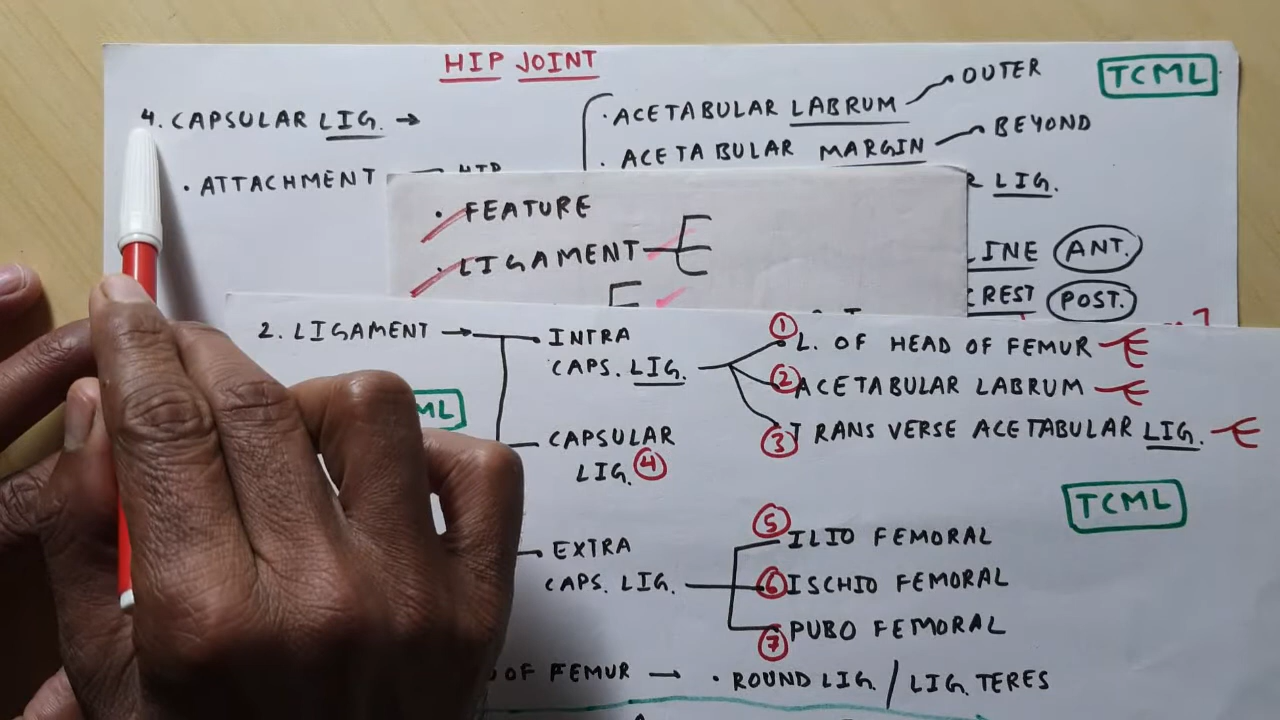 HIP JOINT
TCML
4. CAPSULAR LIG. →
· ACETABULAR LABRUM OUTER
· ACETABULAR MARGIN BEYOND
· ATTACHMENT
LIG.
LINE ANT.
CREST POST.
· FEATURE
· LIGAMENT
2. LIGAMENT → · INTRA
CAPS. LIG.
① L. OF HEAD OF FEMUR
② ACETABULAR LABRUM
③ TRANSVERSE ACETABULAR LIG.
ML
CAPSULAR
LIG. ④
TCML
· EXTRA
CAPS. LIG.
⑤ ILIO FEMORAL
⑥ ISCHIO FEMORAL
⑦ PUBO FEMORAL
OF FEMUR → · ROUND LIG. / LIG. TERES